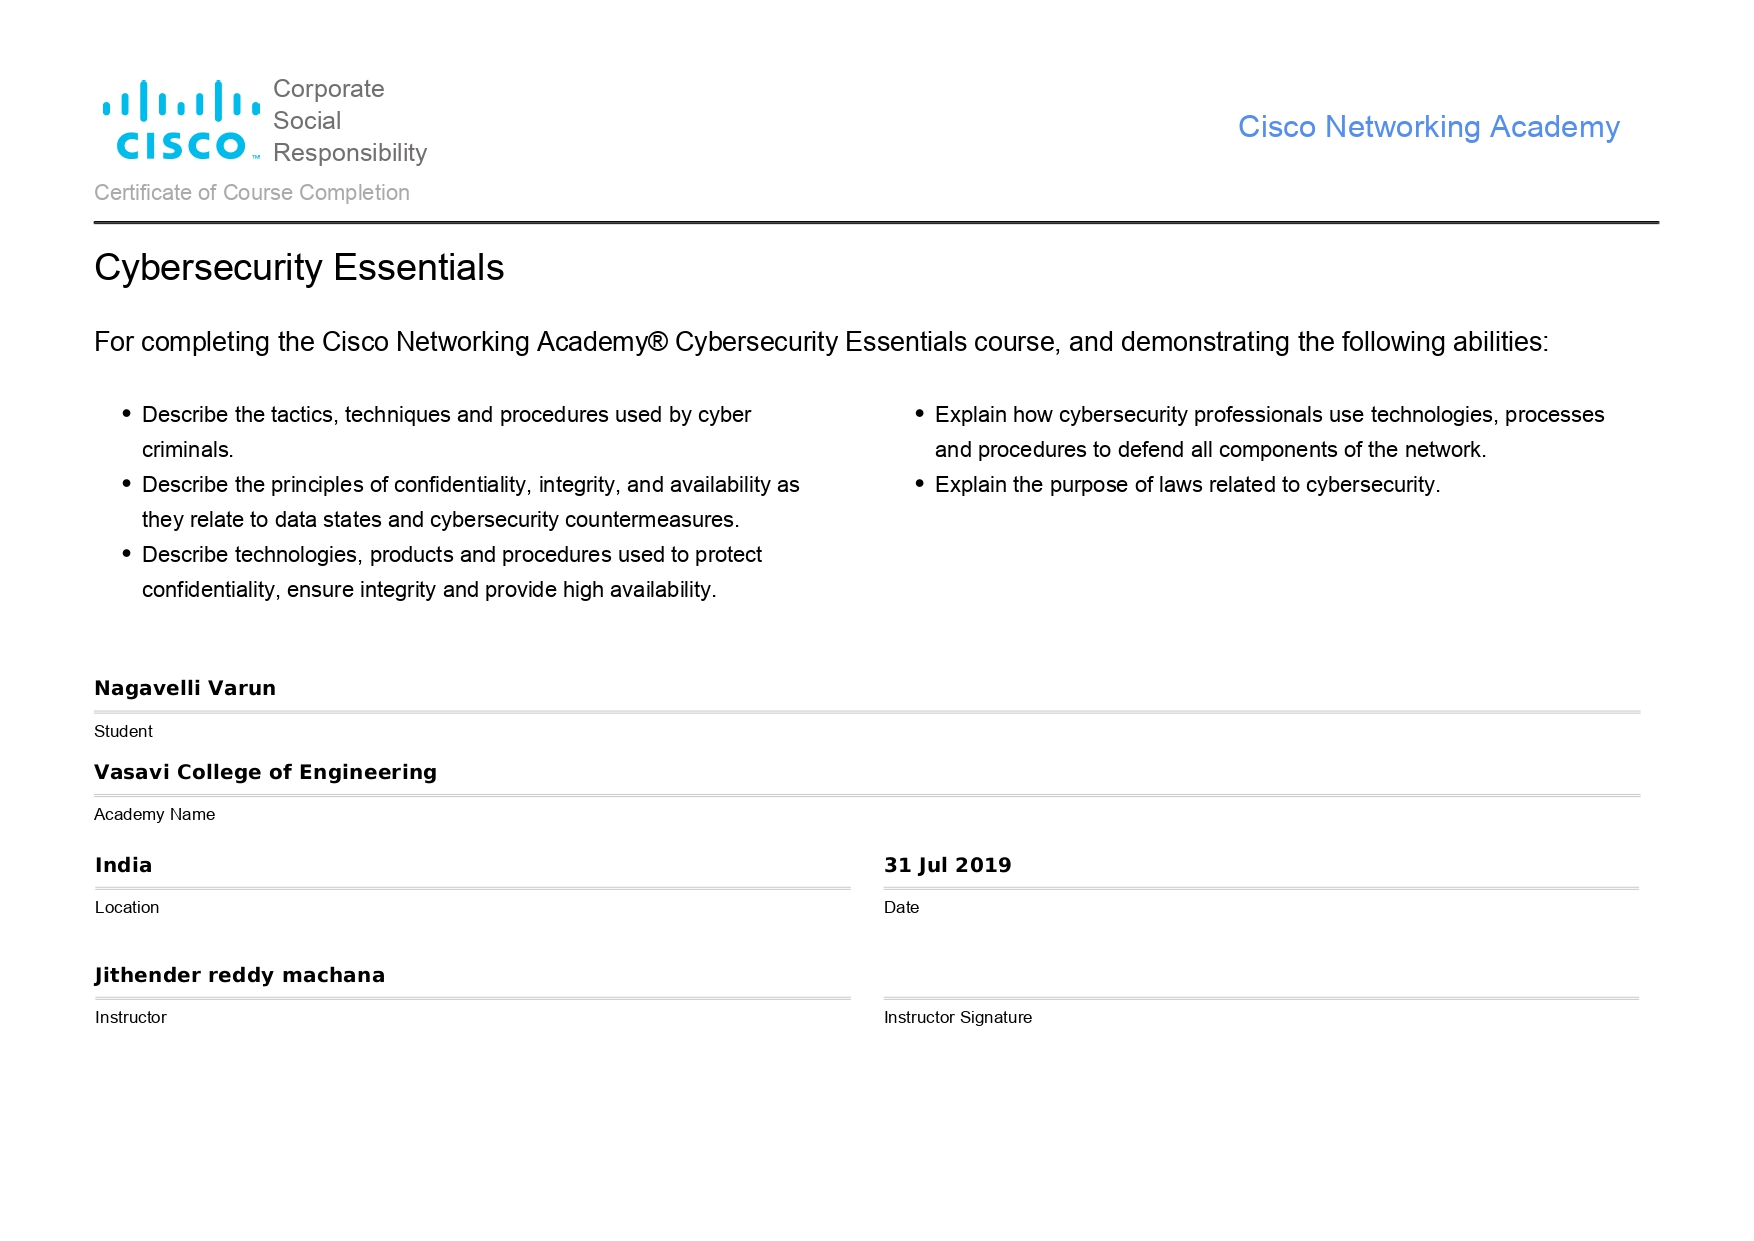 Corporate
Social
Responsibility
CISCO™
Cisco Networking Academy
Certificate of Course Completion
Cybersecurity Essentials
For completing the Cisco Networking Academy® Cybersecurity Essentials course, and demonstrating the following abilities:
• Describe the tactics, techniques and procedures used by cyber
criminals.
• Describe the principles of confidentiality, integrity, and availability as
they relate to data states and cybersecurity countermeasures.
• Describe technologies, products and procedures used to protect
confidentiality, ensure integrity and provide high availability.
• Explain how cybersecurity professionals use technologies, processes
and procedures to defend all components of the network.
• Explain the purpose of laws related to cybersecurity.
Nagavelli Varun
Student
Vasavi College of Engineering
Academy Name
India
Location
31 Jul 2019
Date
Jithender reddy machana
Instructor
Instructor Signature